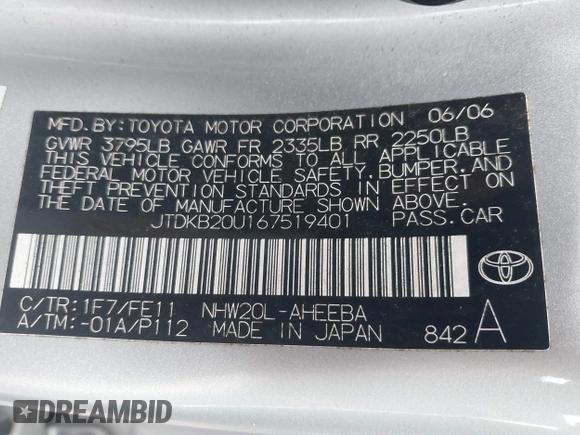 MFD.BY:TOYOTA MOTOR CORPORATION 06/06
GVWR 3795LB GAWR FR 2335LB RR 2250LB
THIS VEHICLE CONFORMS TO ALL APPLICABLE
FEDERAL MOTOR VEHICLE SAFETY,BUMPER,AND
THEFT PREVENTION STANDARDS IN EFFECT ON
THE DATE OF MANUFACTURE SHOWN ABOVE.
JTDKB20U167519401 PASS.CAR
TOYOTA
C/TR:1F7/FE11 NHW20L-AHEEBA
A/TM:-01A/P112 MADE IN JAPAN 842 A
DREAMBID